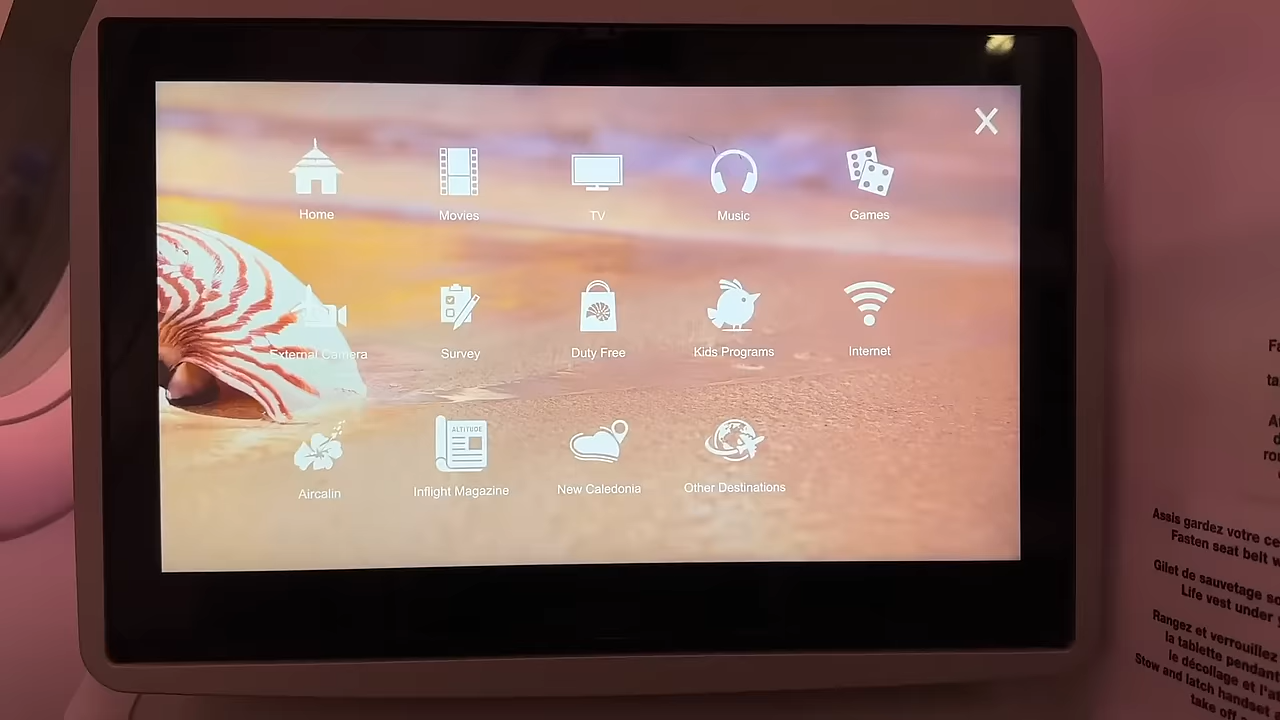 X
Home
Movies
TV
Music
Games
External Camera
Survey
Duty Free
Kids Programs
Internet
ALTITUDE
Aircalin
Inflight Magazine
New Caledonia
Other Destinations
Assis gardez votre
Fasten seat belt
Gilet de sauvetage
Life vest under
Rangez et verrouillez
la tablette pendant
le décollage et
Stow and latch handset
take off